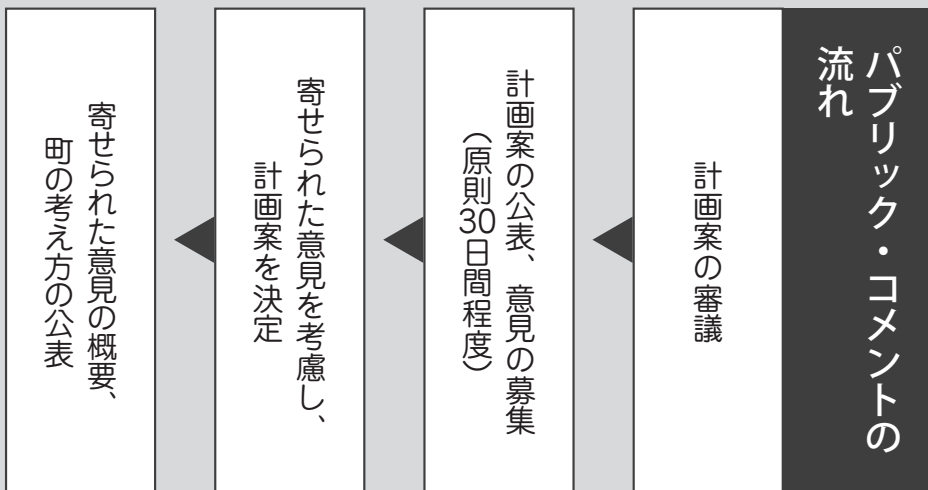 パブリック・コメントの
流れ
計画案の審議
計画案の公表、意見の募集
（原則30日間程度）
寄せられた意見を考慮し、
計画案を決定
寄せられた意見の概要、
町の考え方の公表